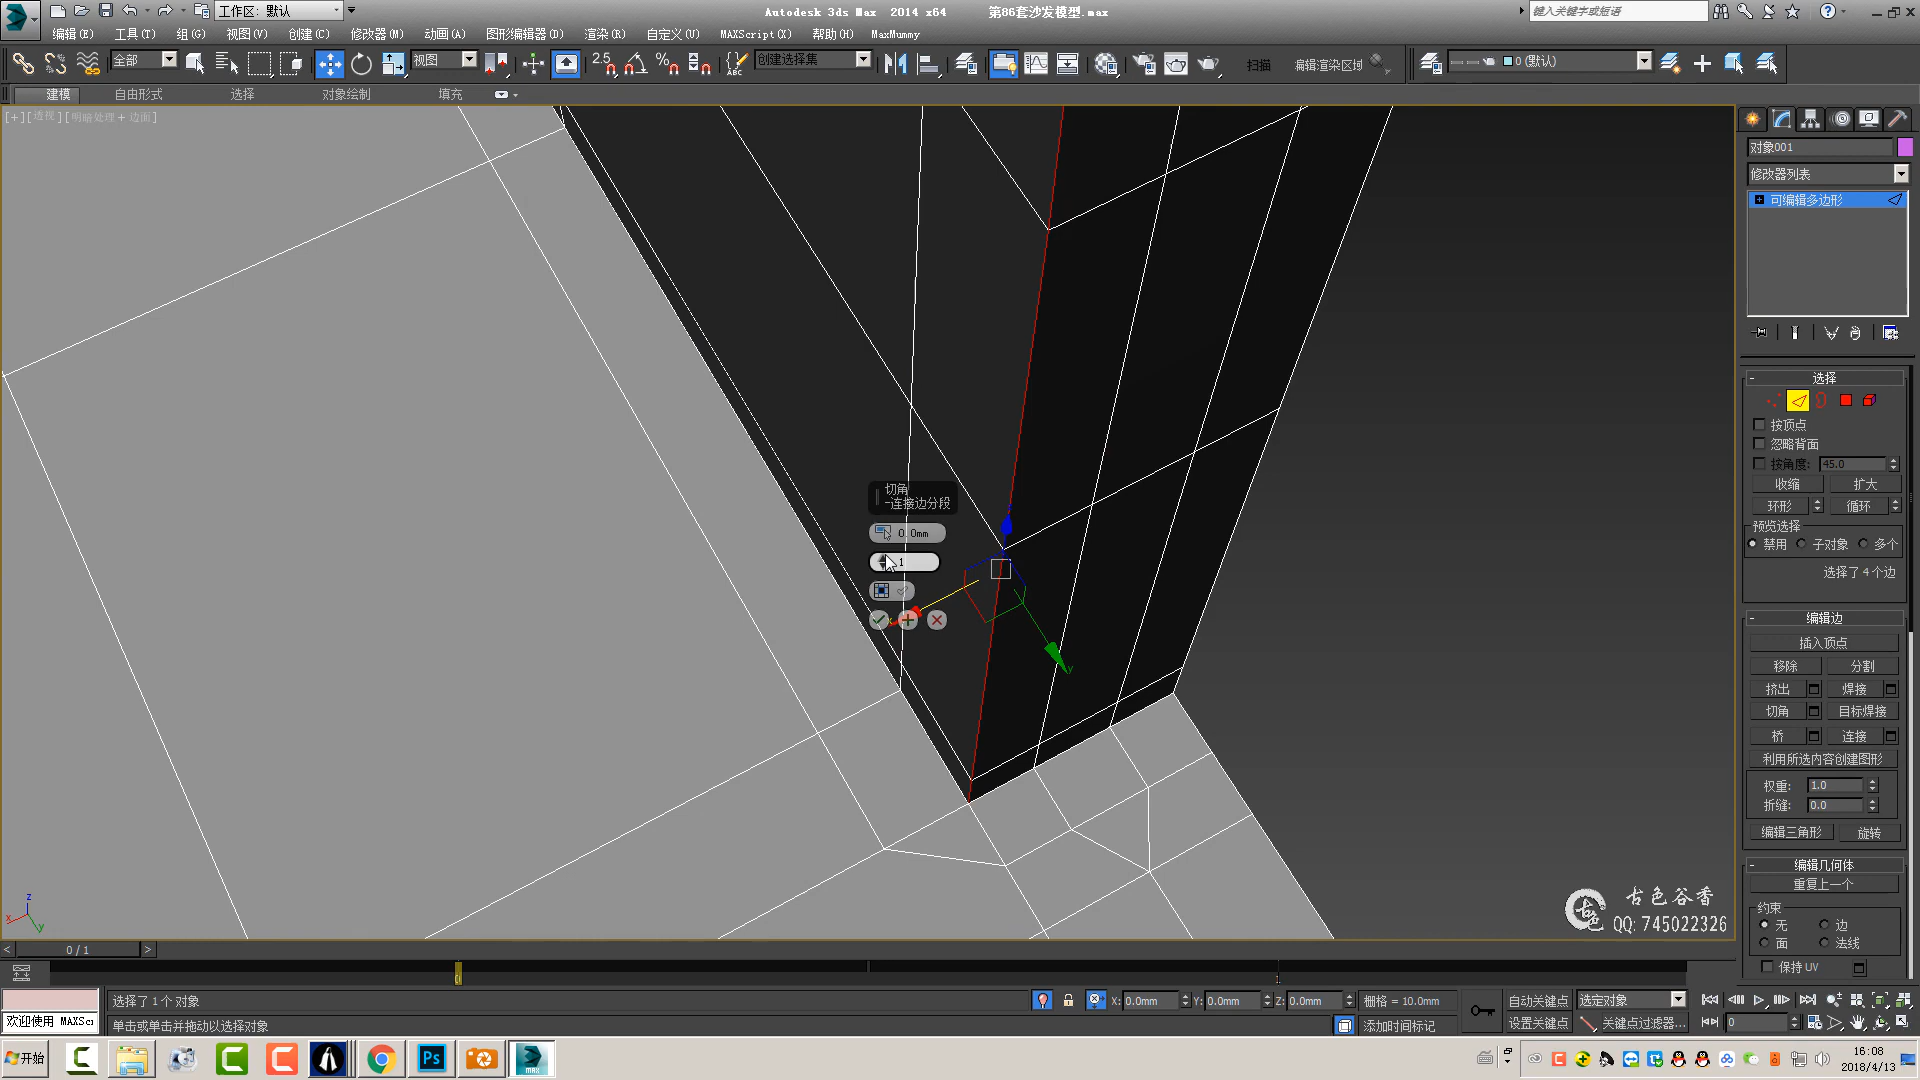 工作区: 默认
Autodesk 3ds Max  2014 x64    第86套沙发模型.max
键入关键字或短语
编辑(E) 工具(T) 组(G) 视图(V) 创建(C) 修改器(M) 动画(A) 图形编辑器(D) 渲染(R) 自定义(U) MAXScript(X) 帮助(H) MaxMummy
全部 视图 2.5 创建选择集 扫描 编辑渲染区域 0 (默认)
建模 自由形式 选择 对象绘制 填充
[+][透视][明暗处理 + 边面]
对象001
修改器列表
可编辑多边形
选择
按顶点
忽略背面
按角度: 45.0
收缩 扩大
环形 循环
预览选择
禁用 子对象 多个
选择了 4 个边
编辑边
插入顶点
移除 分割
挤出 焊接
切角 目标焊接
桥 连接
利用所选内容创建图形
权重: 1.0
折缝: 0.0
编辑三角形 旋转
编辑几何体
重复上一个
约束
无 边
面 法线
保持 UV
切角
连接边分段
0.0mm
1
x
y
z
x
y
古色谷香
QQ: 745022326
0 / 1
选择了 1 个 对象
X: 0.0mm Y: 0.0mm Z: 0.0mm 栅格 = 10.0mm
自动关键点 选定对象
欢迎使用 MAXScr
单击或单击并拖动以选择对象
添加时间标记
设置关键点 关键点过滤器...
0
开始
Ps
MAX
16:08
2018/4/13